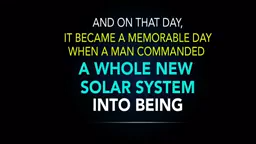 AND ON THAT DAY,
IT BECAME A MEMORABLE DAY
WHEN A MAN COMMANDED
A WHOLE NEW
SOLAR SYSTEM
INTO BEING